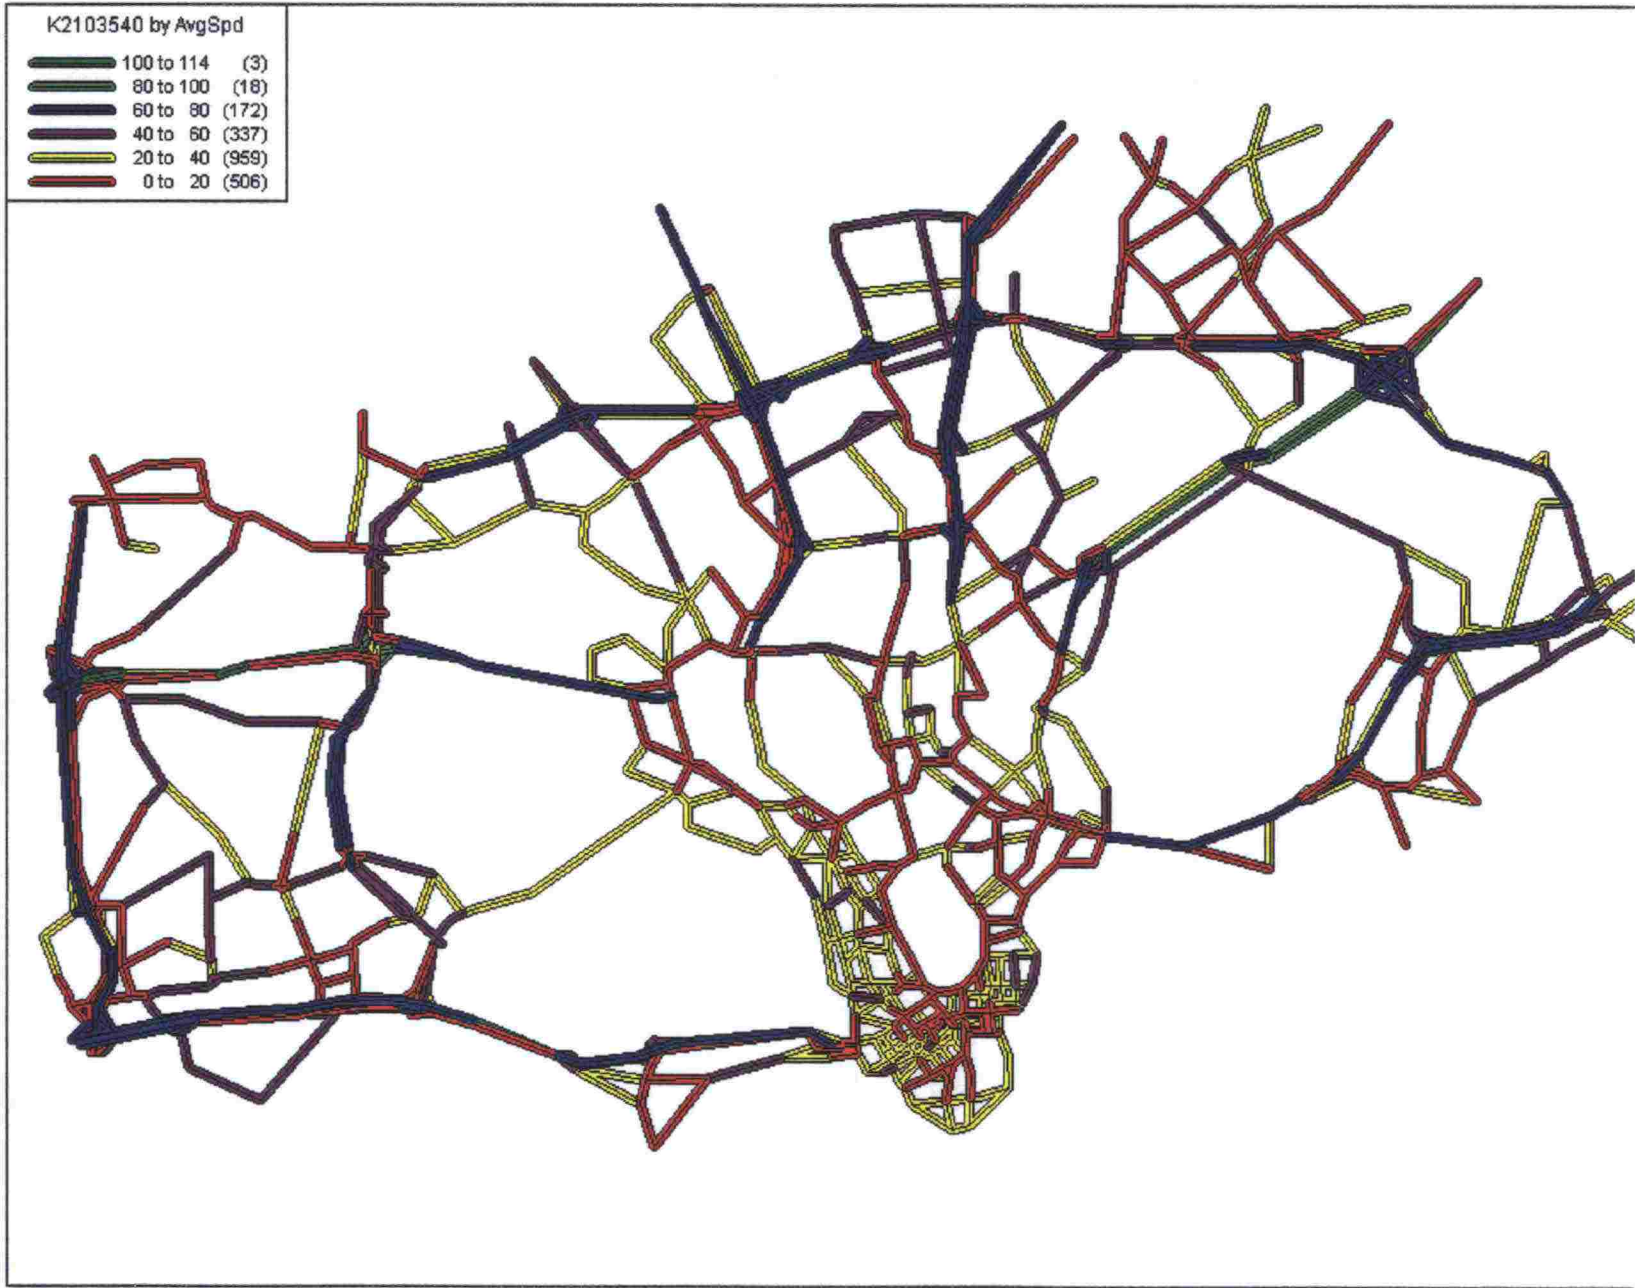 K2103540 by AvgSpd
100 to 114 (3)
80 to 100 (18)
60 to 80 (172)
40 to 60 (337)
20 to 40 (959)
0 to 20 (506)